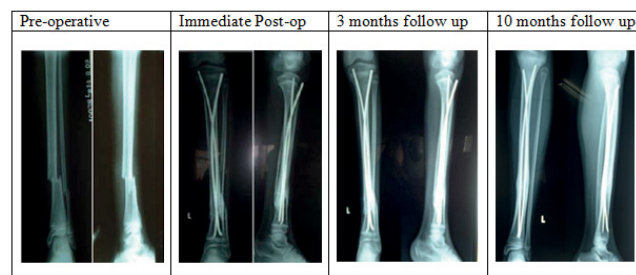 Pre-operative
Immediate Post-op
3 months follow up
10 months follow up
L
L
L